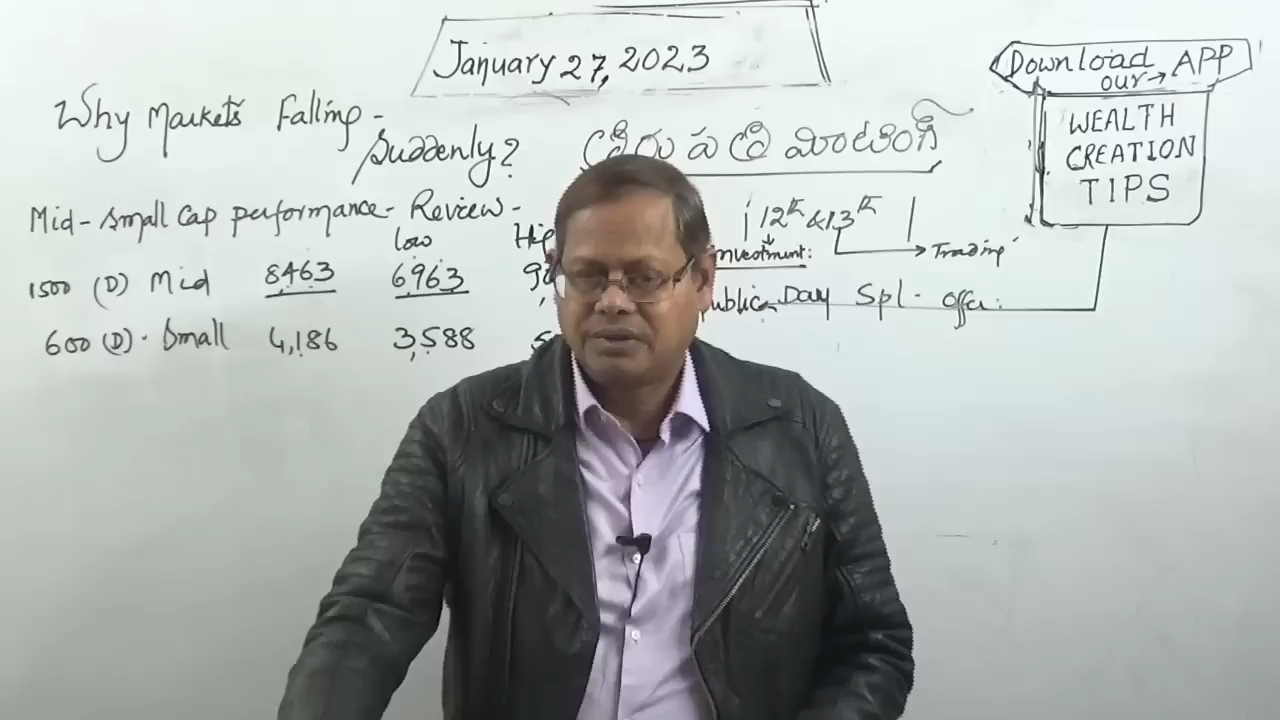 January 27, 2023
Download
our → APP
WEALTH
CREATION
TIPS
Why Markets Falling -
Suddenly?
తిరుపతి మీటింగ్
Mid-Small Cap performance- Review-
12th & 13th
Investment:
→ Trading
low
1500 (D) Mid 8463 6963
Day Spl. offer:
600 (D). Small 4,186 3,588